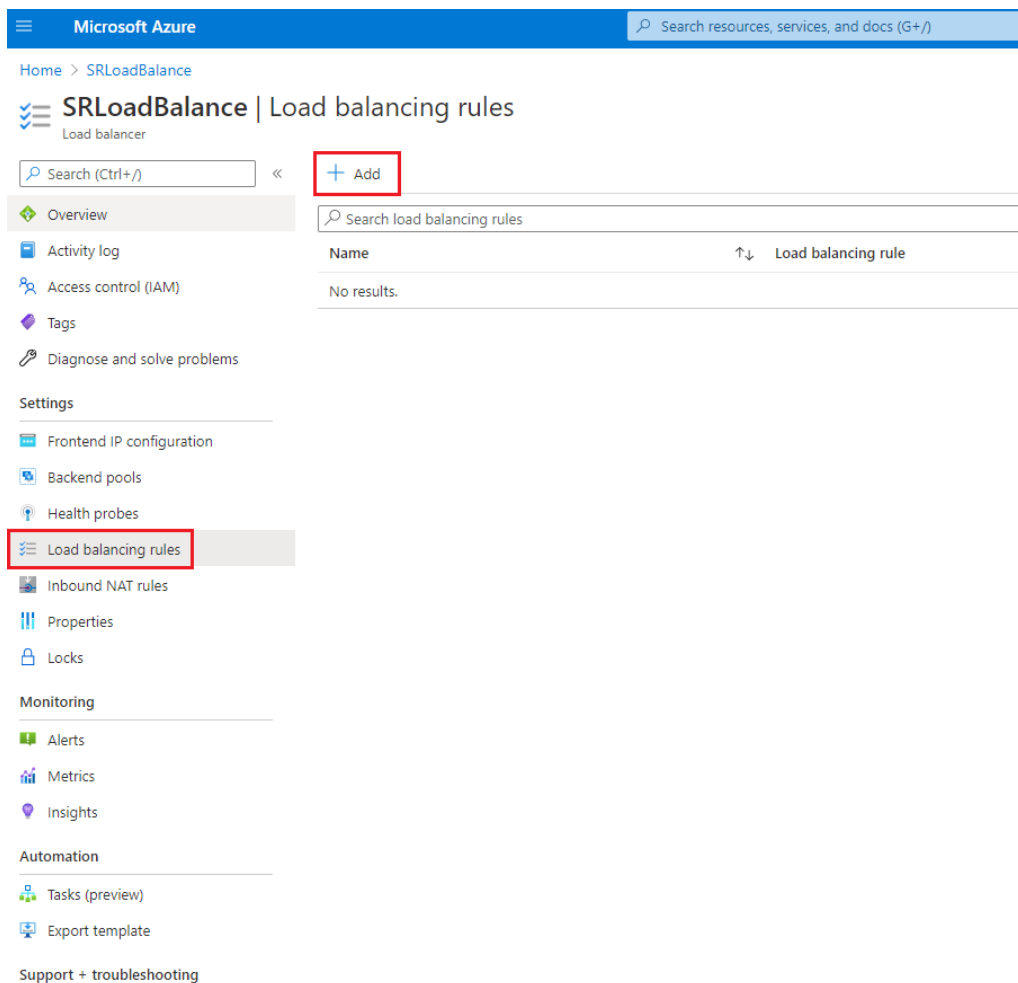 Microsoft Azure
Search resources, services, and docs (G+/)
Home > SRLoadBalance
SRLoadBalance | Load balancing rules
Load balancer
Search (Ctrl+/)
«
+ Add
Overview
Search load balancing rules
Activity log
Name ↑↓ Load balancing rule
Access control (IAM)
No results.
Tags
Diagnose and solve problems
Settings
Frontend IP configuration
Backend pools
Health probes
Load balancing rules
Inbound NAT rules
Properties
Locks
Monitoring
Alerts
Metrics
Insights
Automation
Tasks (preview)
Export template
Support + troubleshooting